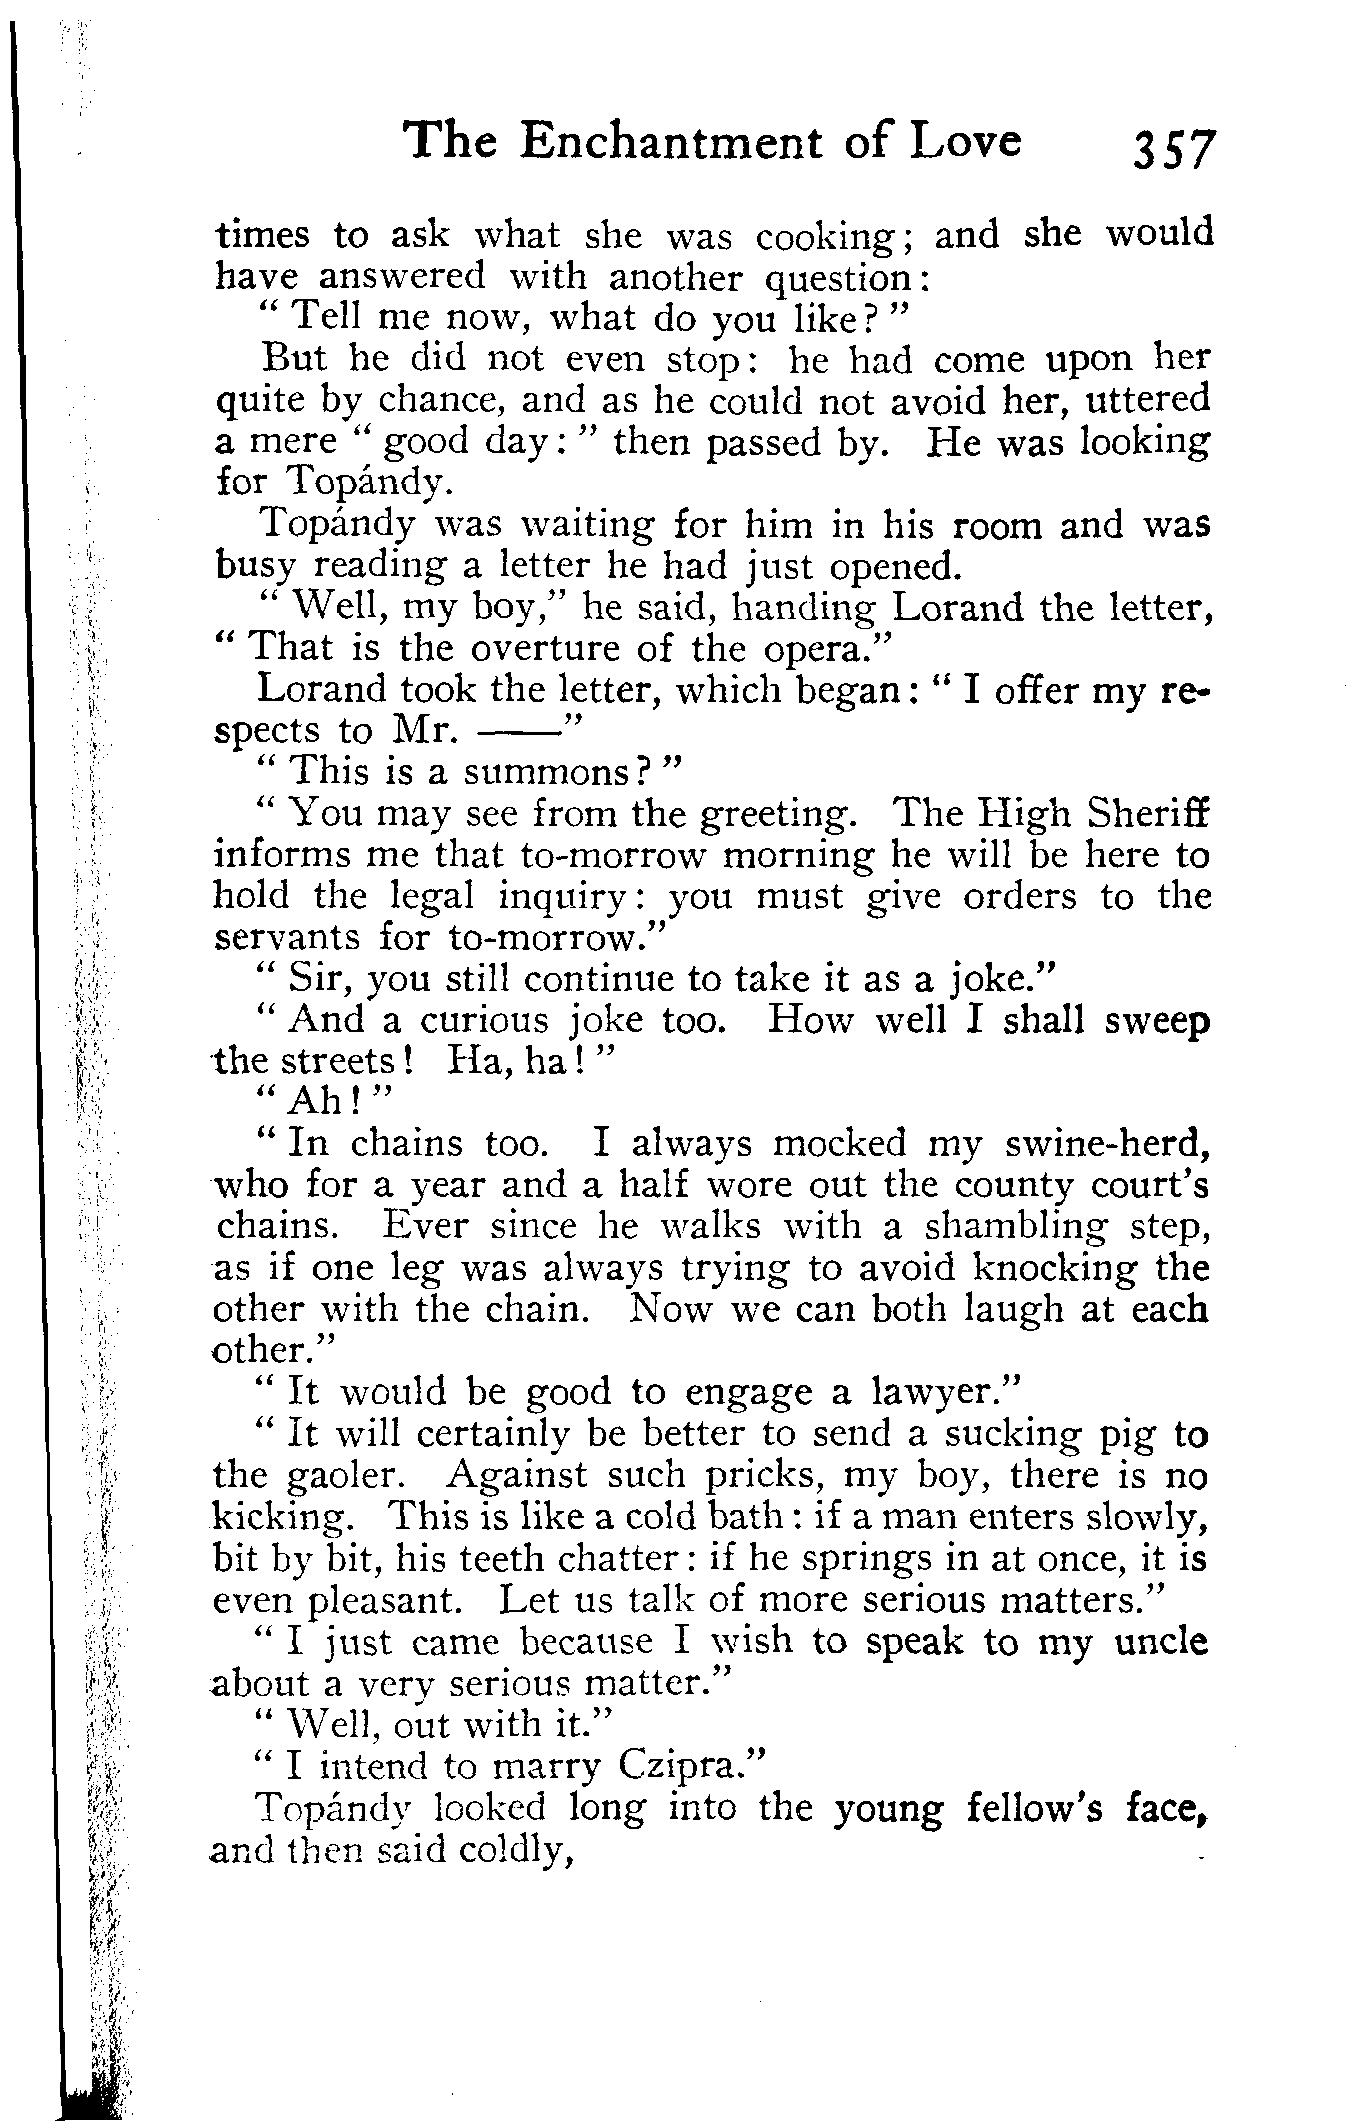 The Enchantment of Love 357
times to ask what she was cooking; and she would
have answered with another question:
" Tell me now, what do you like? "
But he did not even stop: he had come upon her
quite by chance, and as he could not avoid her, uttered
a mere " good day: " then passed by. He was looking
for Topándy.
Topándy was waiting for him in his room and was
busy reading a letter he had just opened.
" Well, my boy," he said, handing Lorand the letter,
" That is the overture of the opera."
Lorand took the letter, which began: " I offer my re-
spects to Mr. ——"
" This is a summons? "
" You may see from the greeting. The High Sheriff
informs me that to-morrow morning he will be here to
hold the legal inquiry: you must give orders to the
servants for to-morrow."
" Sir, you still continue to take it as a joke."
" And a curious joke too. How well I shall sweep
the streets! Ha, ha! "
" Ah! "
" In chains too. I always mocked my swine-herd,
who for a year and a half wore out the county court's
chains. Ever since he walks with a shambling step,
as if one leg was always trying to avoid knocking the
other with the chain. Now we can both laugh at each
other."
" It would be good to engage a lawyer."
" It will certainly be better to send a sucking pig to
the gaoler. Against such pricks, my boy, there is no
kicking. This is like a cold bath: if a man enters slowly,
bit by bit, his teeth chatter: if he springs in at once, it is
even pleasant. Let us talk of more serious matters."
" I just came because I wish to speak to my uncle
about a very serious matter."
" Well, out with it."
" I intend to marry Czipra."
Topándy looked long into the young fellow's face,
and then said coldly,